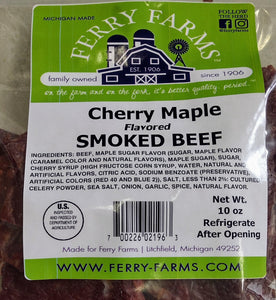 MICHIGAN MADE
FOLLOW
THE HERD
FERRY FARMS
EST. 1906
family owned
since 1906
on the farm and on the fork, it's better quality. period.
Cherry Maple
Flavored
SMOKED BEEF
INGREDIENTS: BEEF, MAPLE SUGAR FLAVOR (SUGAR, MAPLE FLAVOR
(CARAMEL COLOR AND NATURAL FLAVORS), MAPLE SUGAR), SUGAR,
CHERRY SYRUP (HIGH FRUCTOSE CORN SYRUP, WATER, NATURAL AND
ARTIFICIAL FLAVORS, CITRIC ACID, SODIUM BENZOATE (PRESERVATIVE),
ARTIFICIAL COLORS (RED 40 AND BLUE 2)), SALT, LESS THAN 2%: CULTURED
CELERY POWDER, SEA SALT, ONION, GARLIC, SPICE, NATURAL FLAVOR.
U.S.
INSPECTED
AND PASSED BY
DEPARTMENT OF
AGRICULTURE
7 00226 02196 3
Net Wt.
10 oz
Refrigerate
After Opening
Made for Ferry Farms | Litchfield, Michigan 49252
WWW.FERRY-FARMS.COM